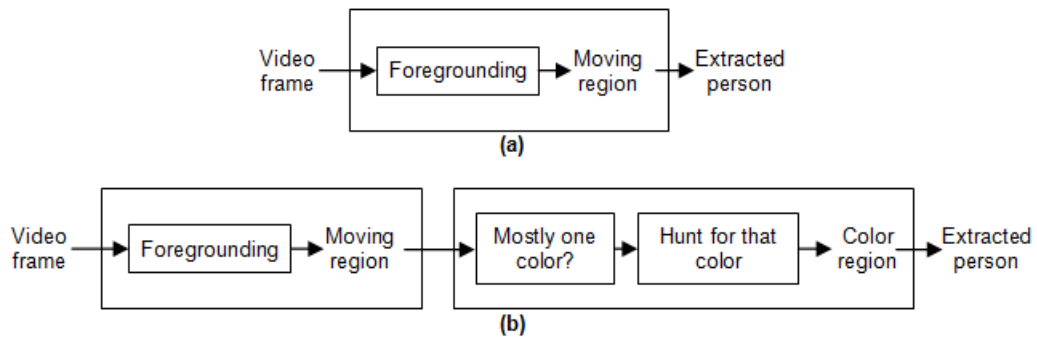 Video
frame
Foregrounding
Moving
region
Extracted
person
(a)
Video
frame
Foregrounding
Moving
region
Mostly one
color?
Hunt for that
color
Color
region
Extracted
person
(b)